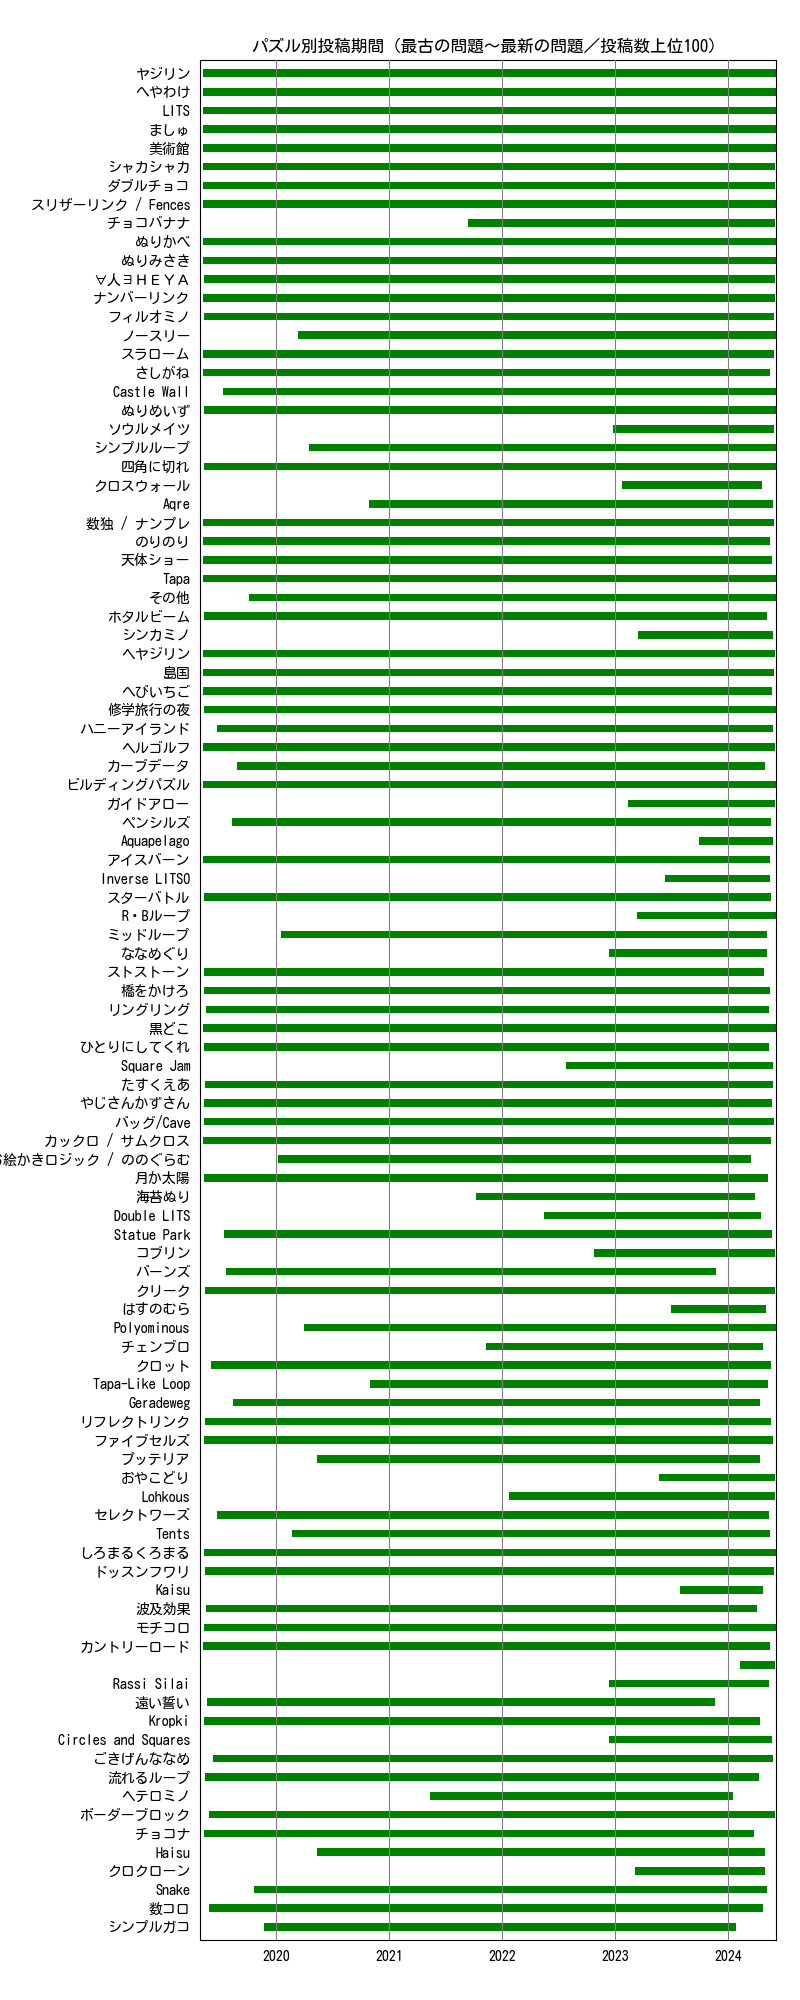 パズル別投稿期間（最古の問題～最新の問題／投稿数上位100）
ヤジリン
へやわけ
LITS
ましゅ
美術館
シャカシャカ
ダブルチョコ
スリザーリンク / Fences
チョコバナナ
ぬりかべ
ぬりみさき
∀人∃ＨＥＹＡ
ナンバーリンク
フィルオミノ
ノースリー
スラローム
さしがね
Castle Wall
ぬりめいず
ソウルメイツ
シンプルループ
四角に切れ
クロスウォール
Aqre
数独 / ナンプレ
のりのり
天体ショー
Tapa
その他
ホタルビーム
シンカミノ
ヘヤジリン
島国
へびいちご
修学旅行の夜
ハニーアイランド
ヘルゴルフ
カーブデータ
ビルディングパズル
ガイドアロー
ペンシルズ
Aquapelago
アイスバーン
Inverse LITSO
スターバトル
R・Bループ
ミッドループ
ななめぐり
ストストーン
橋をかけろ
リングリング
黒どこ
ひとりにしてくれ
Square Jam
たすくえあ
やじさんかずさん
バッグ/Cave
カックロ / サムクロス
絵かきロジック / ののぐらむ
月か太陽
海苔ぬり
Double LITS
Statue Park
コブリン
バーンズ
クリーク
はすのむら
Polyominous
チェンブロ
クロット
Tapa-Like Loop
Geradeweg
リフレクトリンク
ファイブセルズ
プッテリア
おやこどり
Lohkous
セレクトワーズ
Tents
しろまるくろまる
ドッスンフワリ
Kaisu
波及効果
モチコロ
カントリーロード
Rassi Silai
遠い誓い
Kropki
Circles and Squares
ごきげんななめ
流れるループ
ヘテロミノ
ボーダーブロック
チョコナ
Haisu
クロクローン
Snake
数コロ
シンプルガコ
2020 2021 2022 2023 2024